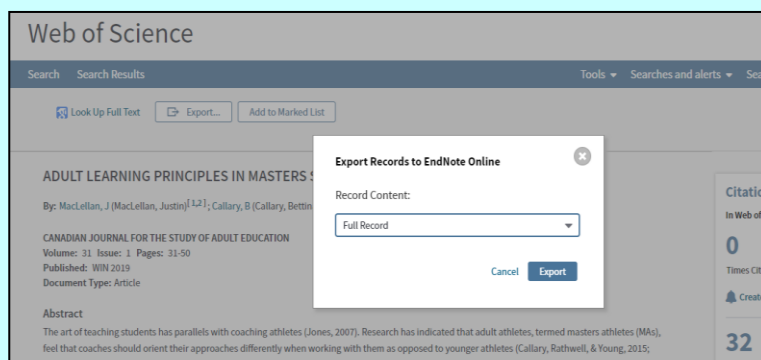 Web of Science
Search Search Results Tools Searches and alerts
Look Up Full Text Export... Add to Marked List
Export Records to EndNote Online
ADULT LEARNING PRINCIPLES IN MASTERS
Record Content:
By: MacLellan, J (MacLellan, Justin)[1,2]; Callary, B (Callary, Bettin
Full Record
CANADIAN JOURNAL FOR THE STUDY OF ADULT EDUCATION
Volume: 31 Issue: 1 Pages: 31-50
Published: WIN 2019
Document Type: Article
Cancel Export
Abstract
The art of teaching students has parallels with coaching athletes (Jones, 2007). Research has indicated that adult athletes, termed masters athletes (MAs),
feel that coaches should orient their approaches differently when working with them as opposed to younger athletes (Callary, Rathwell, & Young, 2015;
Citatio
In Web of
0
Times Cit
Creat
32